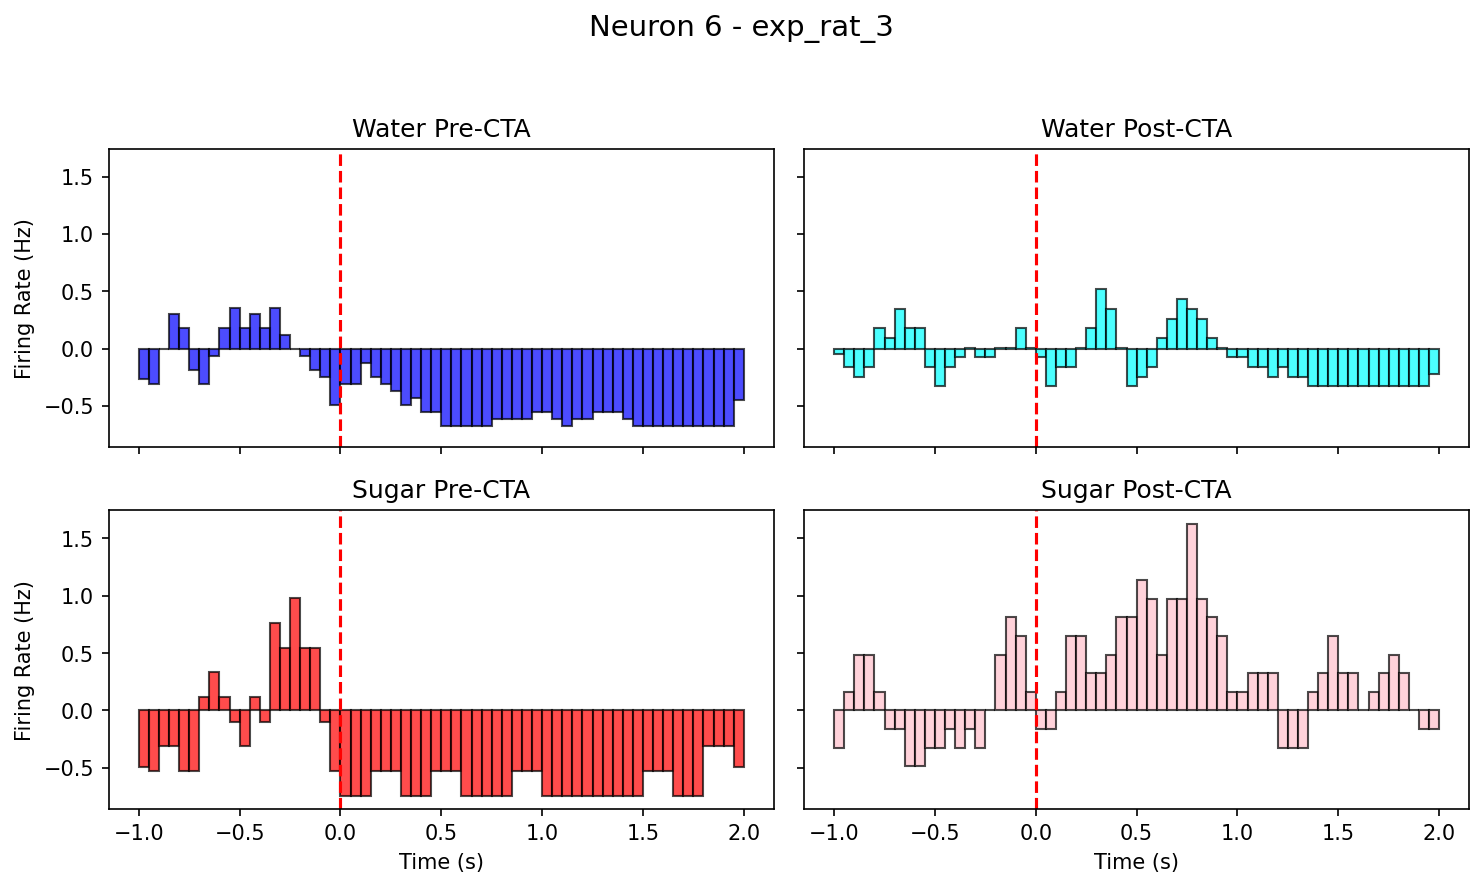 Neuron 6 - exp_rat_3
Water Pre-CTA
Water Post-CTA
Firing Rate (Hz)
1.5
1.0
0.5
0.0
−0.5
Sugar Pre-CTA
Sugar Post-CTA
Firing Rate (Hz)
1.5
1.0
0.5
0.0
−0.5
−1.0 −0.5 0.0 0.5 1.0 1.5 2.0
−1.0 −0.5 0.0 0.5 1.0 1.5 2.0
Time (s)
Time (s)